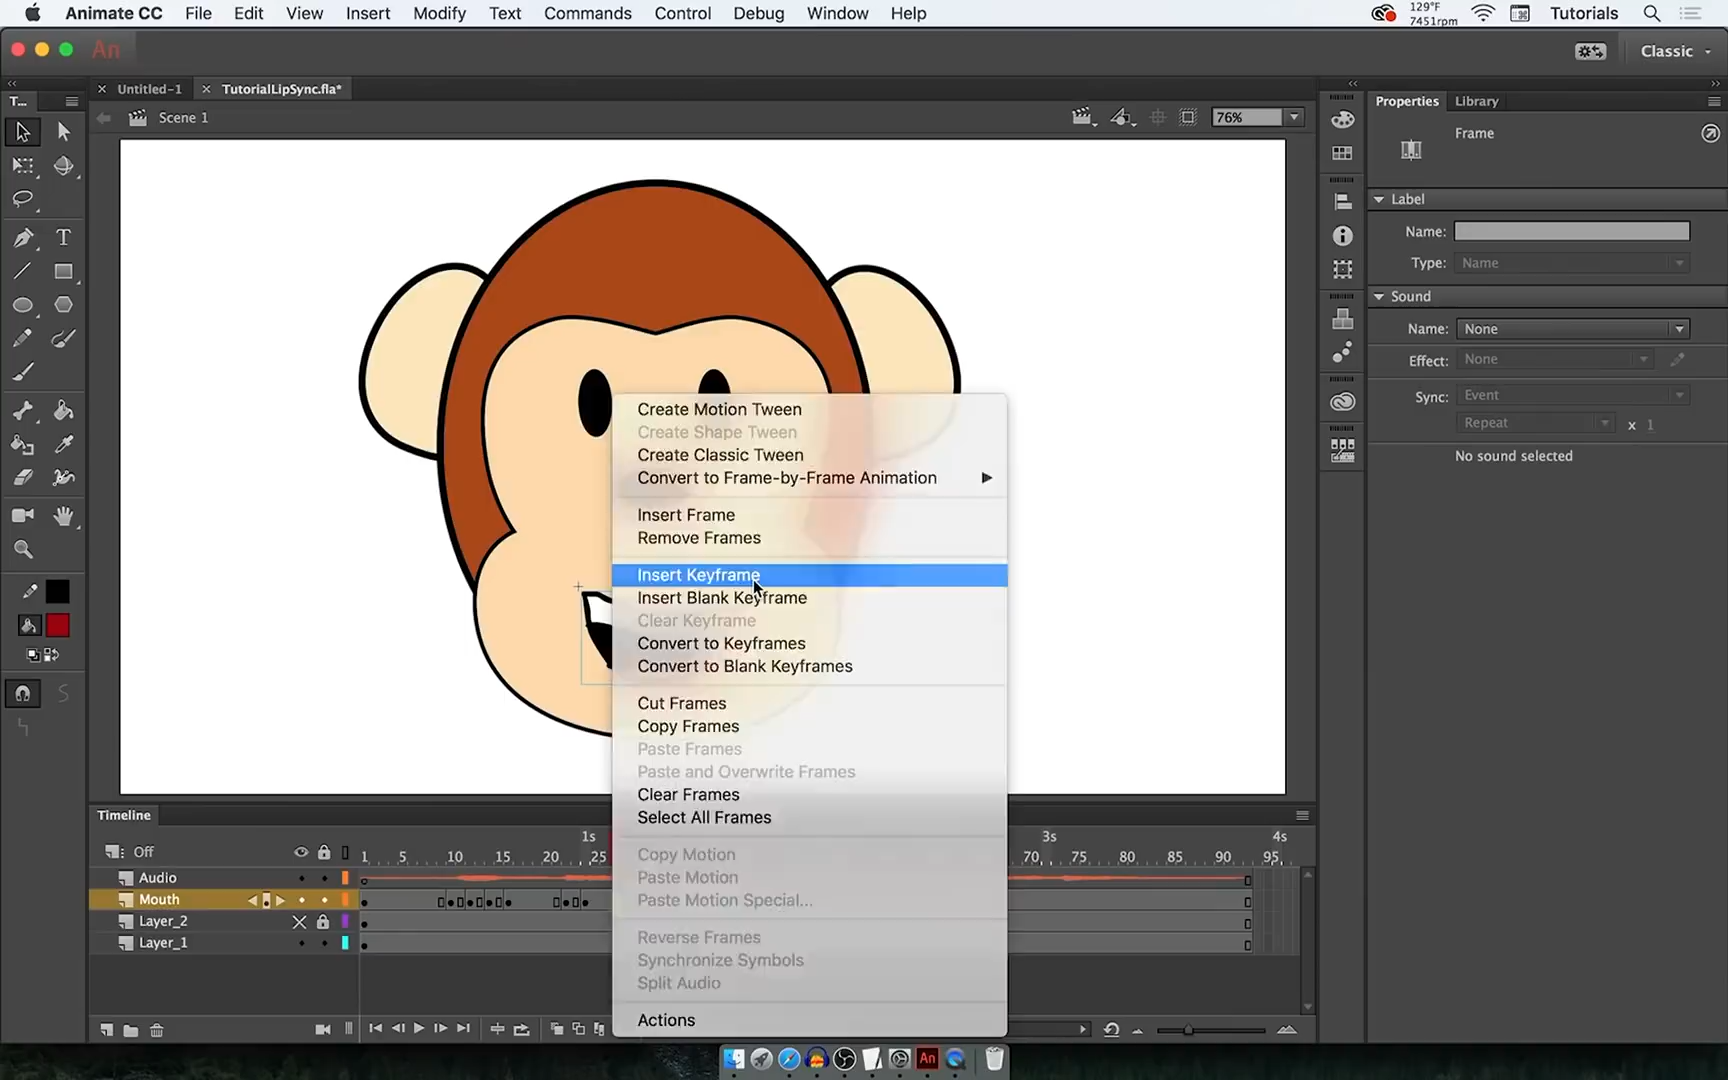 Animate CC File Edit View Insert Modify Text Commands Control Debug Window Help 129°F 7451rpm Tutorials
An Classic
Untitled-1 TutorialLipSync.fla*
T...
Scene 1 76%
Properties Library
Frame
Label
Name:
Type: Name
Sound
Name: None
Effect: None
Sync: Event
Repeat x 1
No sound selected
T
Create Motion Tween
Create Shape Tween
Create Classic Tween
Convert to Frame-by-Frame Animation
Insert Frame
Remove Frames
Insert Keyframe
Insert Blank Keyframe
Clear Keyframe
Convert to Keyframes
Convert to Blank Keyframes
Cut Frames
Copy Frames
Paste Frames
Paste and Overwrite Frames
Clear Frames
Select All Frames
Copy Motion
Paste Motion
Paste Motion Special...
Reverse Frames
Synchronize Symbols
Split Audio
Actions
Timeline
1s 3s 4s
Off 1 5 10 15 20 25 70 75 80 85 90 95
Audio
Mouth
Layer_2
Layer_1
An